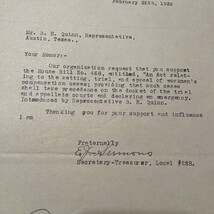 February 25th, 1929
Mr. S. E. Quinn, Representative,
Austin, Texas.,
Your Honor:-
Our organization request that you support
the House Bill No. 468, entitled, "An Act relat-
ing to the setting, trial, and appeal of workmen's
compensation cases; providing that such cases
shall take precedence on the docket of the trial
and appellate courts and declaring an emergency.
Introduced by Representative S. E. Quinn.
Thanking you for your support and influence
I am
Fraternally
Secretary-Treasurer, Local #